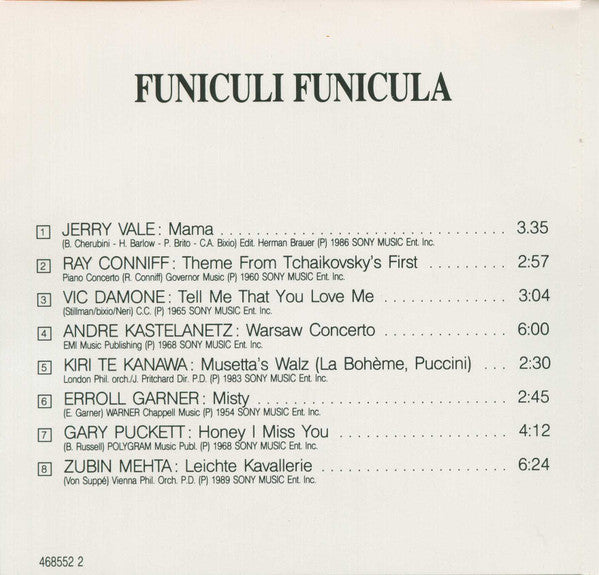 FUNICULI FUNICULA
1 JERRY VALE: Mama . . . . . . . . . . . . . . . . . . . . . . . . . . . . . . 3.35
(B. Cherubini - H. Barlow - P. Brito - C.A. Bixio) Edit. Herman Brauer (P) 1986 SONY MUSIC Ent. Inc.
2 RAY CONNIFF: Theme From Tchaikovsky's First . . . . . . . . 2:57
Piano Concerto (R. Conniff) Governor Music (P) 1960 SONY MUSIC Ent. Inc.
3 VIC DAMONE: Tell Me That You Love Me . . . . . . . . . . . . . 3:04
(Stillman/bixio/Neri) C.C. (P) 1965 SONY MUSIC Ent. Inc.
4 ANDRE KASTELANETZ: Warsaw Concerto . . . . . . . . . . . . 6:00
EMI Music Publishing (P) 1968 SONY MUSIC Ent. Inc.
5 KIRI TE KANAWA: Musetta's Walz (La Bohème, Puccini) . . . 2:30
London Phil. orch./J. Pritchard Dir. P.D. (P) 1983 SONY MUSIC Ent. Inc.
6 ERROLL GARNER: Misty . . . . . . . . . . . . . . . . . . . . . . . . . 2:45
(E. Garner) WARNER Chappell Music (P) 1954 SONY MUSIC Ent. Inc.
7 GARY PUCKETT: Honey I Miss You . . . . . . . . . . . . . . . . . 4:12
(B. Russell) POLYGRAM Music Publ. (P) 1968 SONY MUSIC Ent. Inc.
8 ZUBIN MEHTA: Leichte Kavallerie . . . . . . . . . . . . . . . . . . . 6:24
(Von Suppé) Vienna Phil. Orch. P.D. (P) 1989 SONY MUSIC Ent. Inc.
468552 2